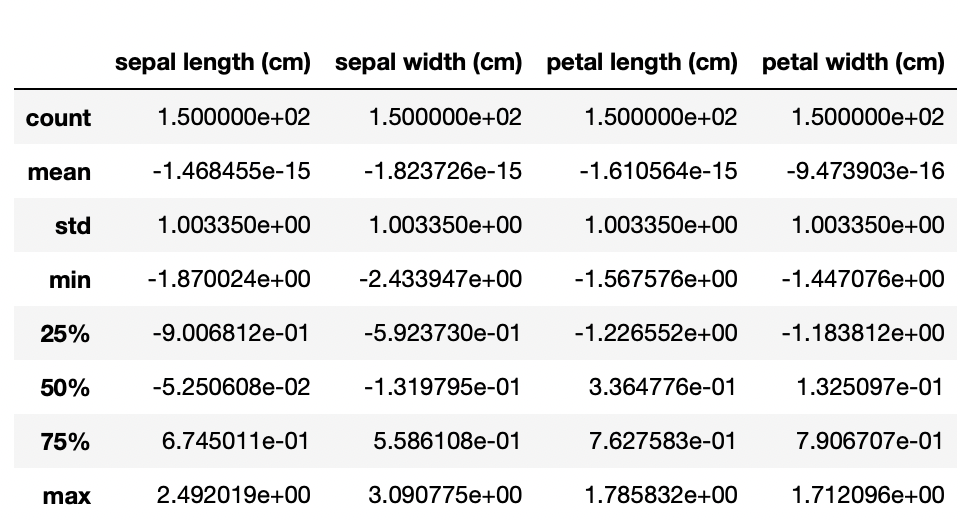 sepal length (cm) sepal width (cm) petal length (cm) petal width (cm)
count 1.500000e+02 1.500000e+02 1.500000e+02 1.500000e+02
mean -1.468455e-15 -1.823726e-15 -1.610564e-15 -9.473903e-16
std 1.003350e+00 1.003350e+00 1.003350e+00 1.003350e+00
min -1.870024e+00 -2.433947e+00 -1.567576e+00 -1.447076e+00
25% -9.006812e-01 -5.923730e-01 -1.226552e+00 -1.183812e+00
50% -5.250608e-02 -1.319795e-01 3.364776e-01 1.325097e-01
75% 6.745011e-01 5.586108e-01 7.627583e-01 7.906707e-01
max 2.492019e+00 3.090775e+00 1.785832e+00 1.712096e+00